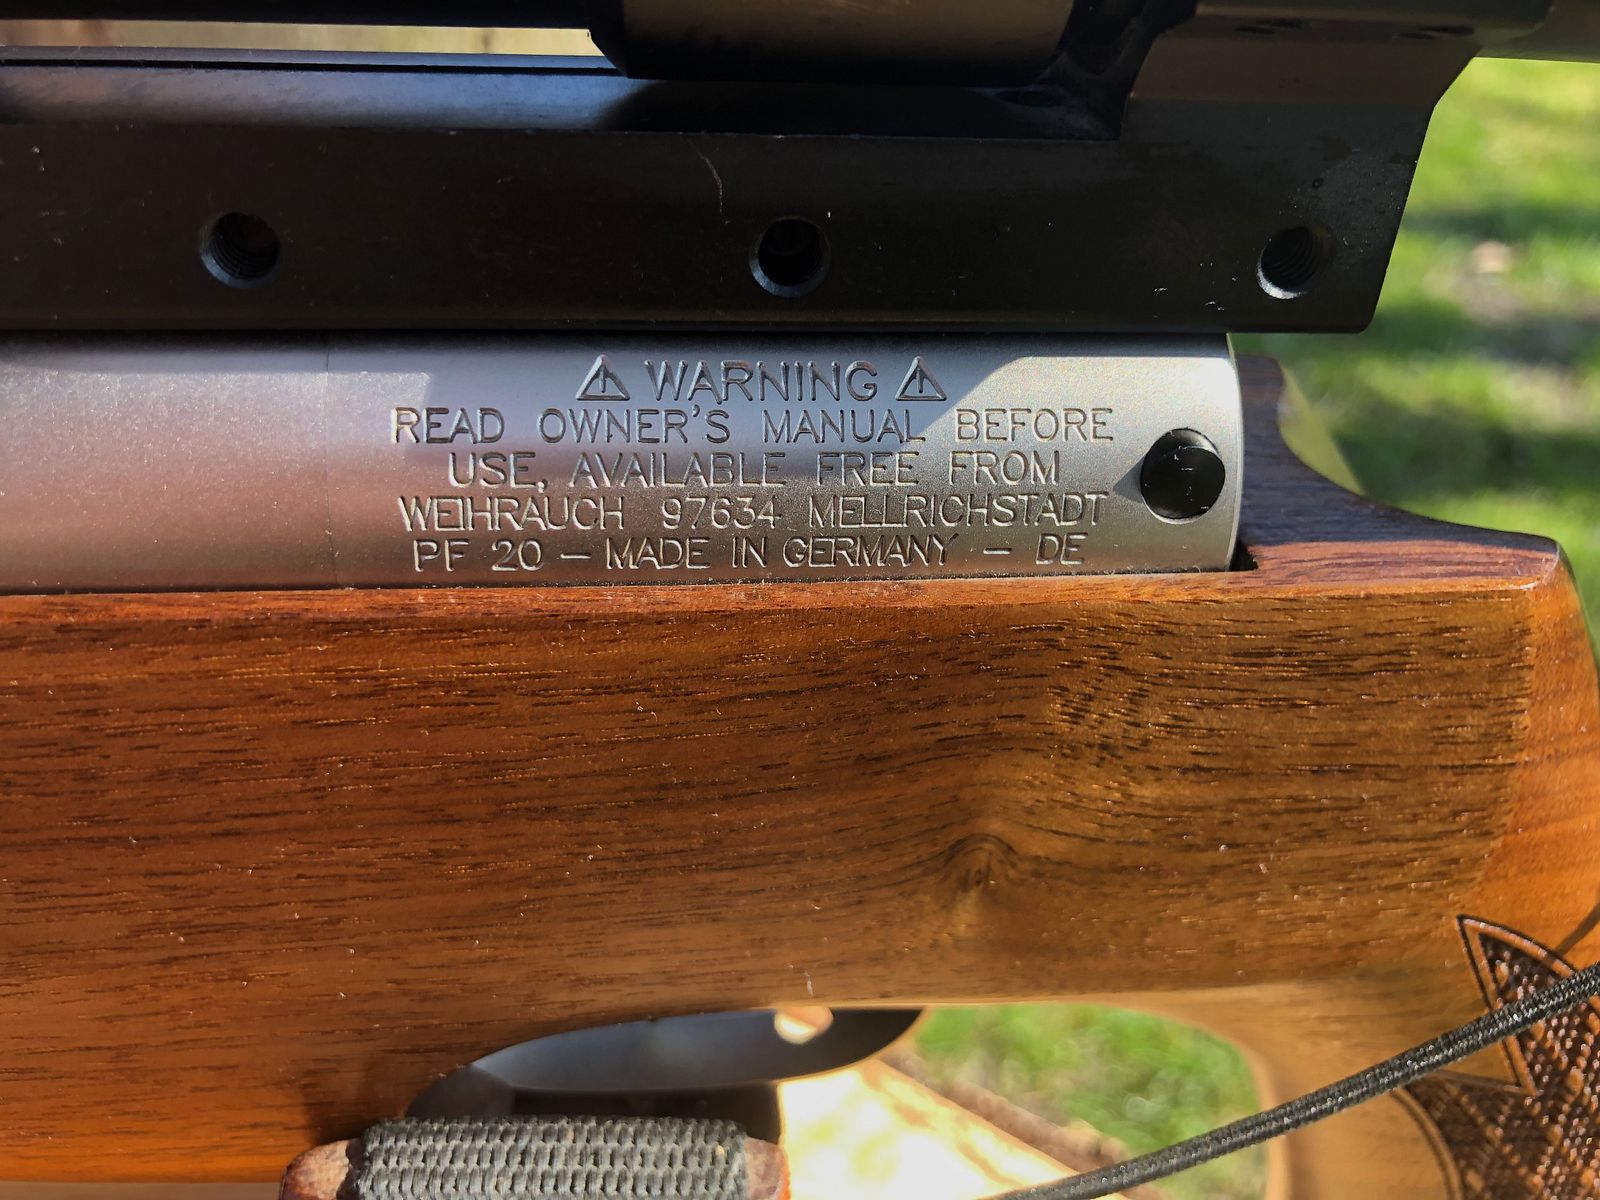 ⚠ WARNING ⚠
READ OWNER'S MANUAL BEFORE
USE, AVAILABLE FREE FROM
WEIHRAUCH 97634 MELLRICHSTADT
PF 20 – MADE IN GERMANY – DE